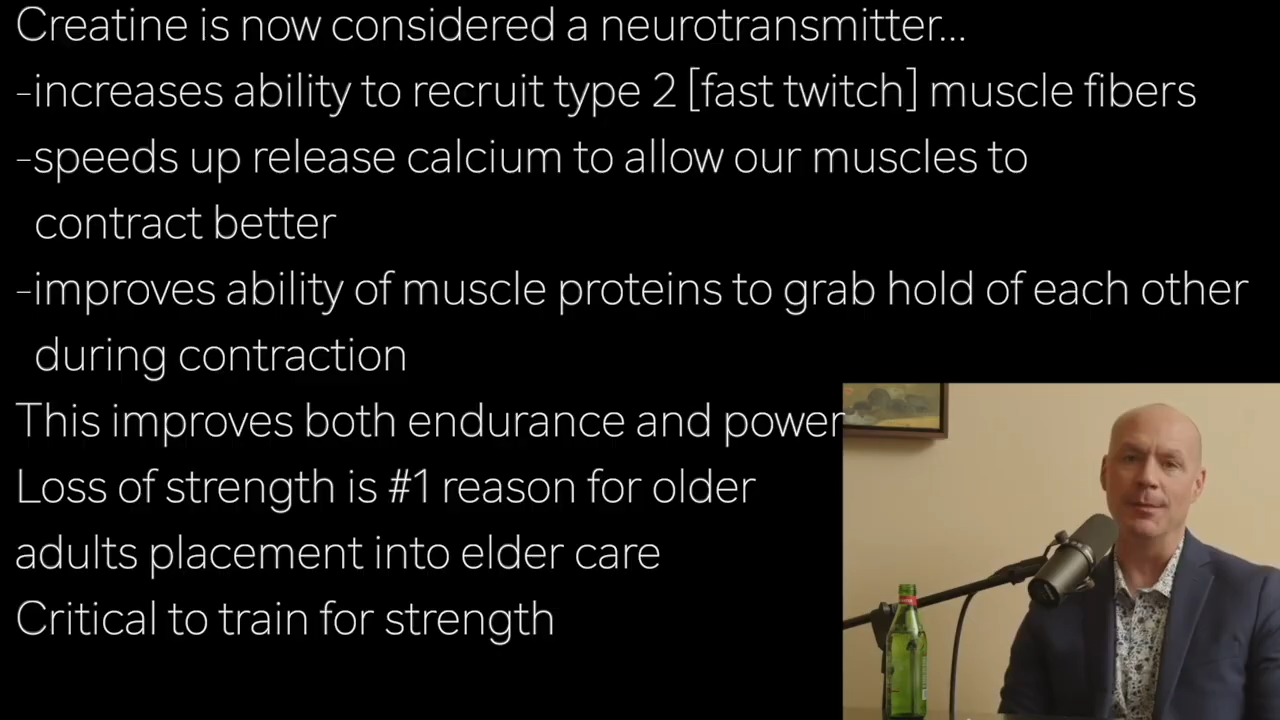 Creatine is now considered a neurotransmitter...
-increases ability to recruit type 2 [fast twitch] muscle fibers
-speeds up release calcium to allow our muscles to
contract better
-improves ability of muscle proteins to grab hold of each other
during contraction
This improves both endurance and power
Loss of strength is #1 reason for older
adults placement into elder care
Critical to train for strength